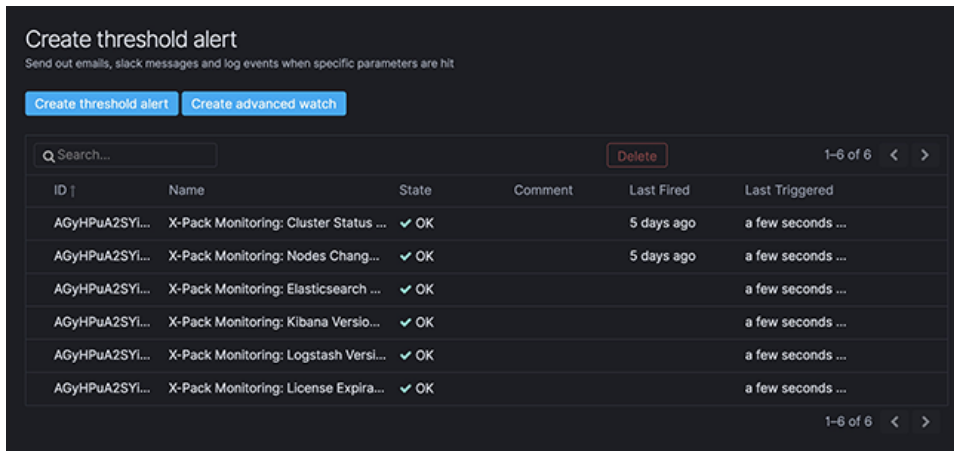 Create threshold alert
Send out emails, slack messages and log events when specific parameters are hit
Create threshold alert Create advanced watch
Search... Delete 1–6 of 6
ID Name State Comment Last Fired Last Triggered
AGyHPuA2SYi... X-Pack Monitoring: Cluster Status ... OK 5 days ago a few seconds ...
AGyHPuA2SYi... X-Pack Monitoring: Nodes Chang... OK 5 days ago a few seconds ...
AGyHPuA2SYi... X-Pack Monitoring: Elasticsearch ... OK a few seconds ...
AGyHPuA2SYi... X-Pack Monitoring: Kibana Versio... OK a few seconds ...
AGyHPuA2SYi... X-Pack Monitoring: Logstash Versi... OK a few seconds ...
AGyHPuA2SYi... X-Pack Monitoring: License Expira... OK a few seconds ...
1–6 of 6